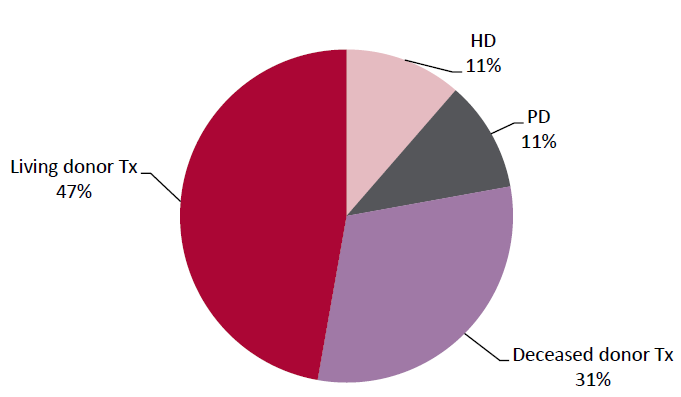 HD
11%
PD
11%
Living donor Tx
47%
Deceased donor Tx
31%